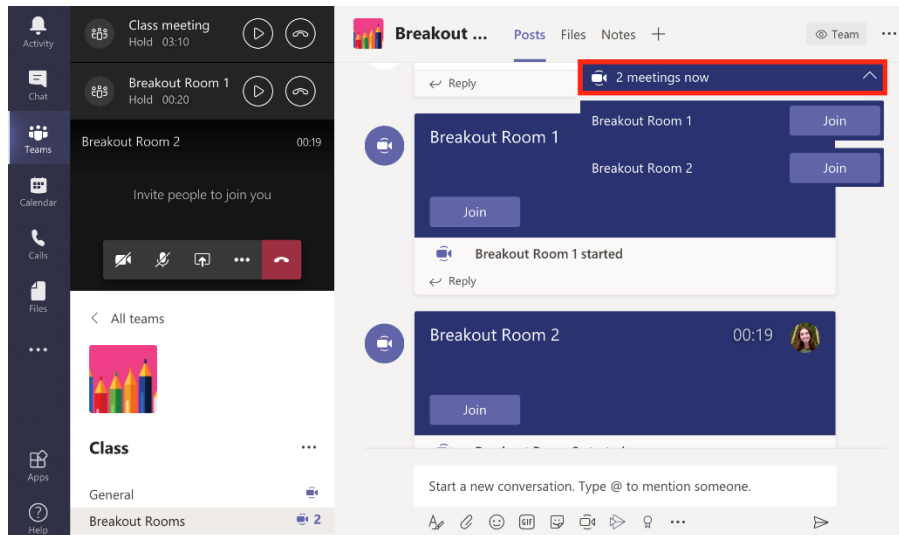 Activity
Chat
Teams
Calendar
Calls
Files
Apps
Help
Class meeting
Hold 03:10
Breakout Room 1
Hold 00:20
Breakout Room 2 00:19
Invite people to join you
All teams
Class
General
Breakout Rooms 2
Breakout ... Posts Files Notes Team
Reply
2 meetings now
Breakout Room 1 Join
Breakout Room 2 Join
Breakout Room 1
Join
Breakout Room 1 started
Reply
Breakout Room 2 00:19
Join
Start a new conversation. Type @ to mention someone.
GIF